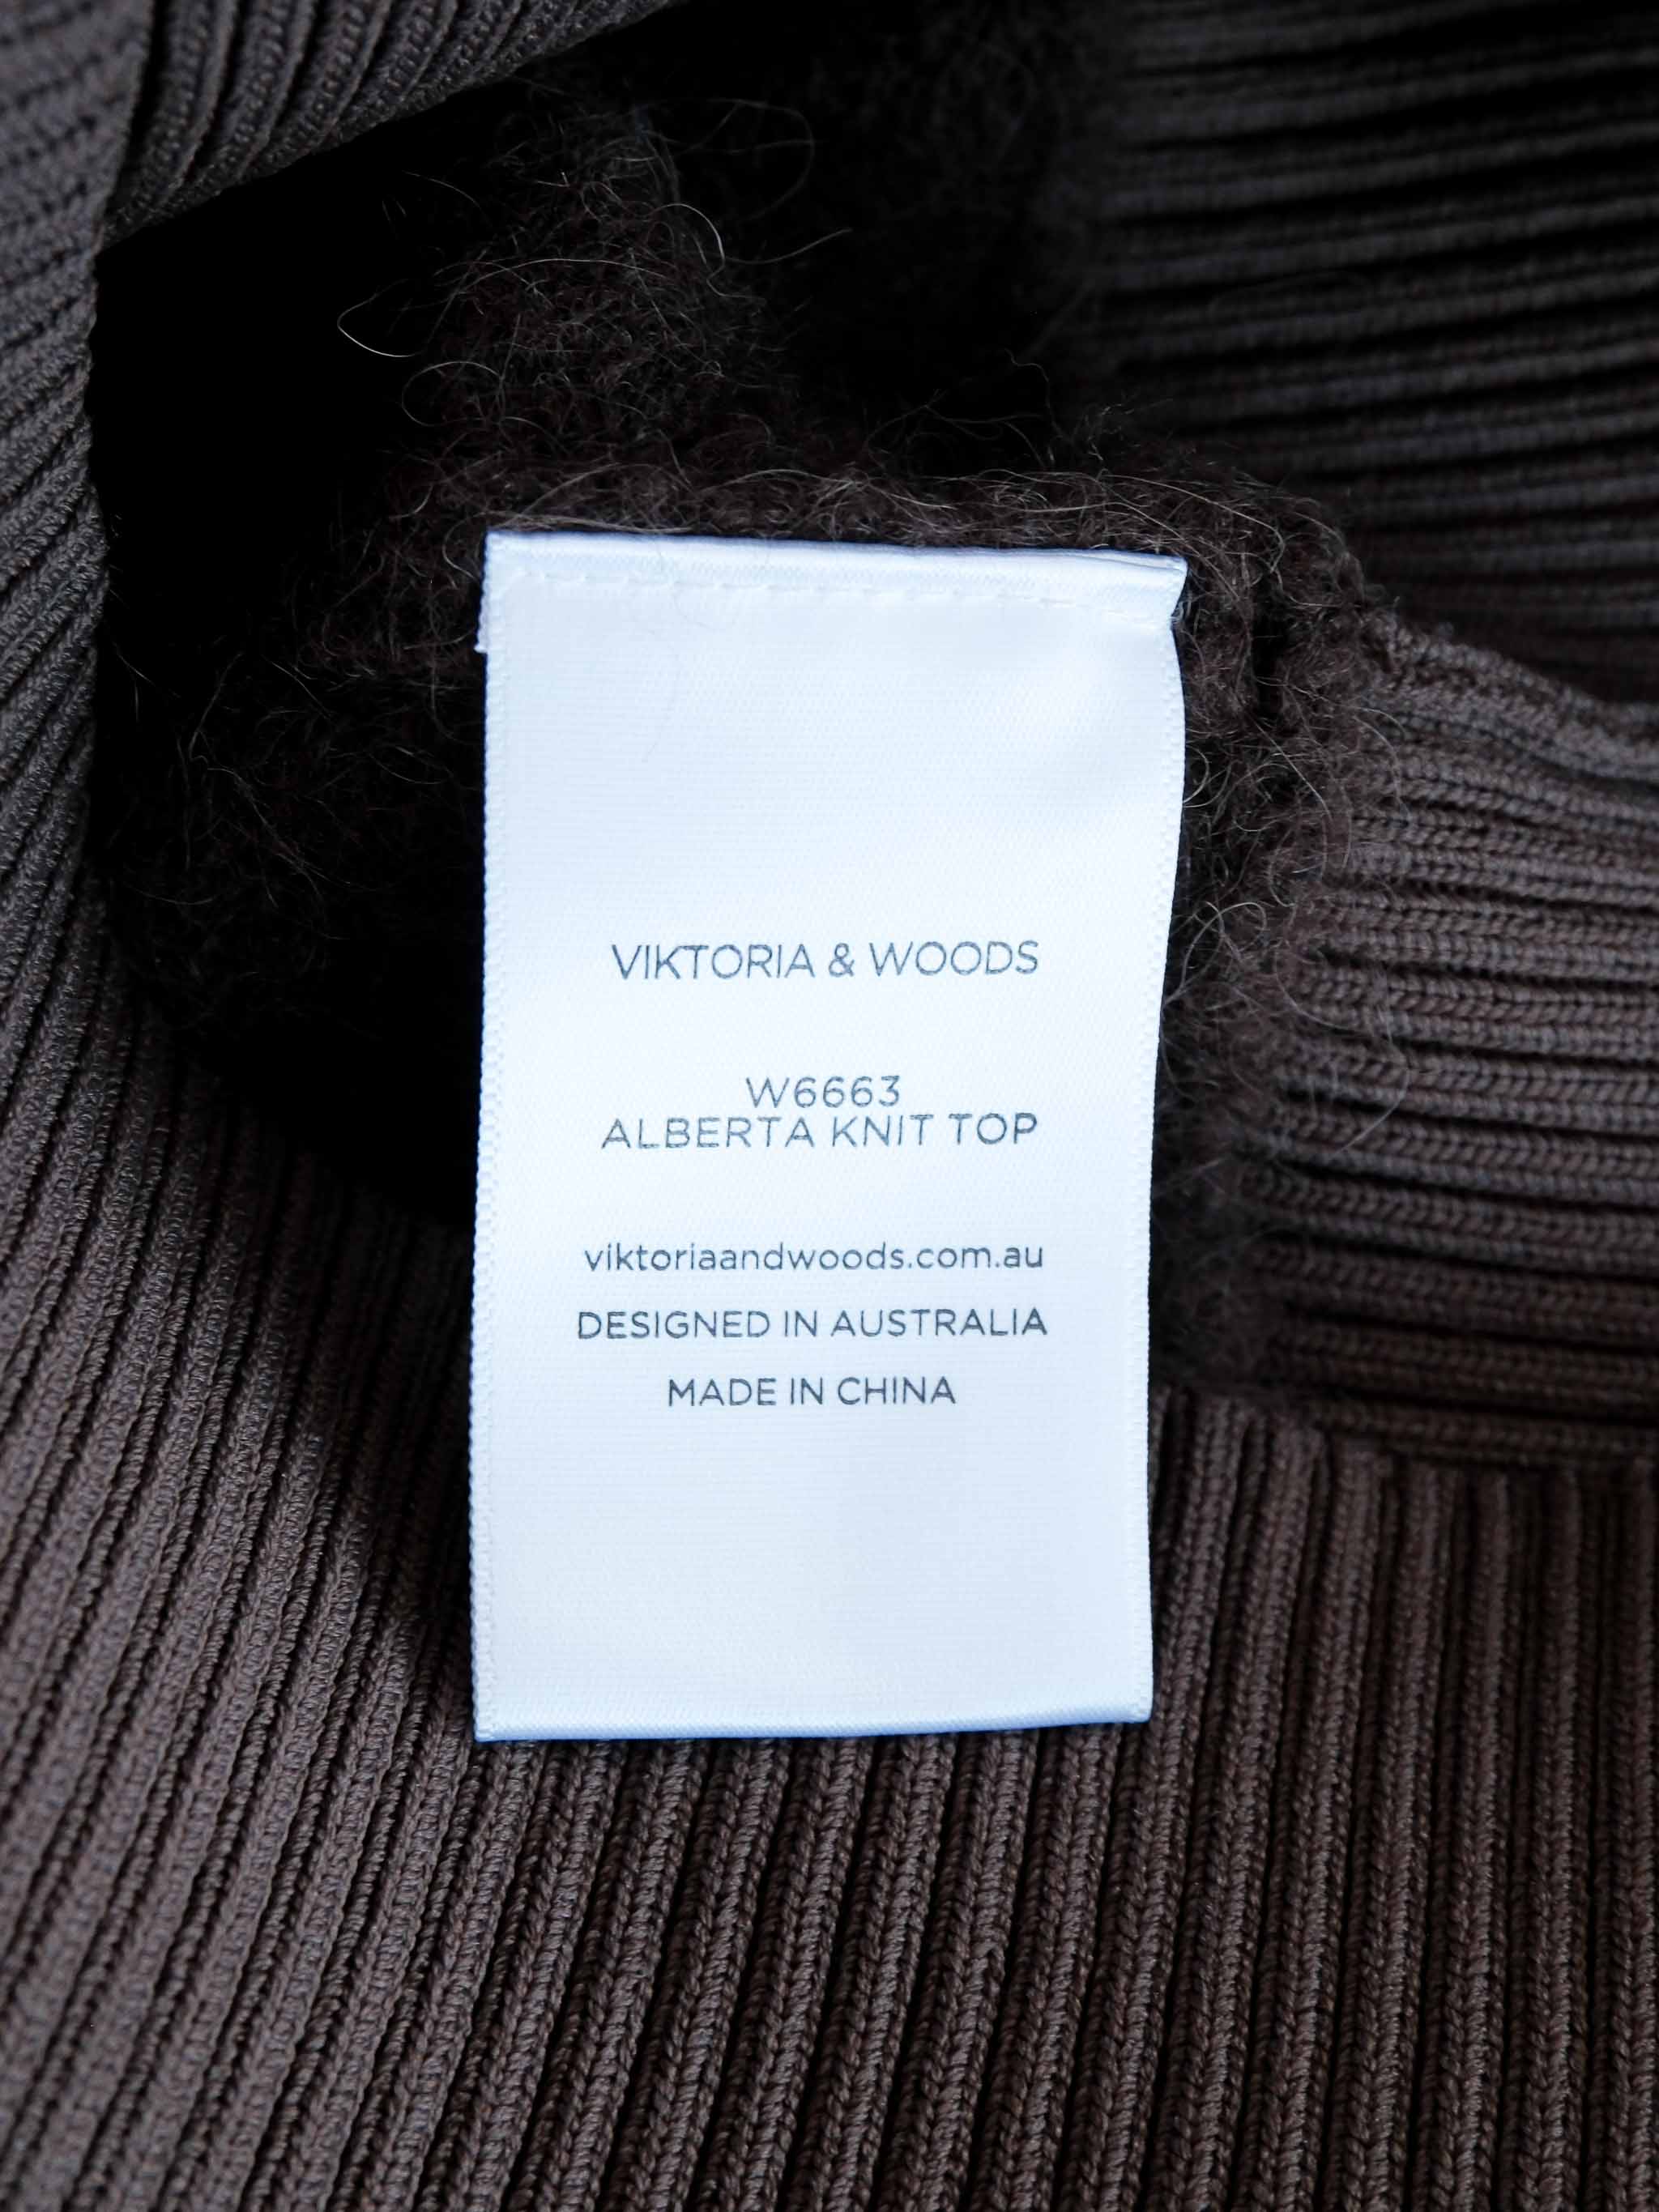 VIKTORIA & WOODS
W6663
ALBERTA KNIT TOP
viktoriaandwoods.com.au
DESIGNED IN AUSTRALIA
MADE IN CHINA